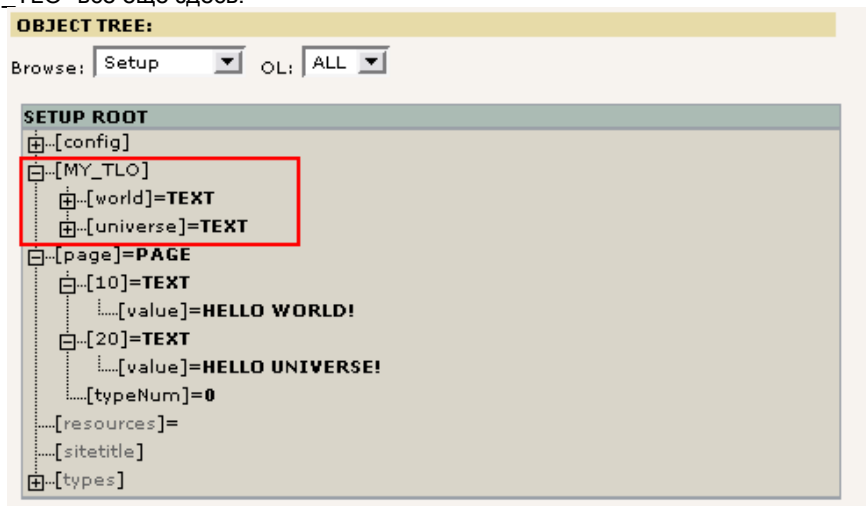 OBJECT TREE:
Browse: Setup OL: ALL
SETUP ROOT
[config]
[MY_TLO]
[world]=TEXT
[universe]=TEXT
[page]=PAGE
[10]=TEXT
[value]=HELLO WORLD!
[20]=TEXT
[value]=HELLO UNIVERSE!
[typeNum]=0
[resources]=
[sitetitle]
[types]